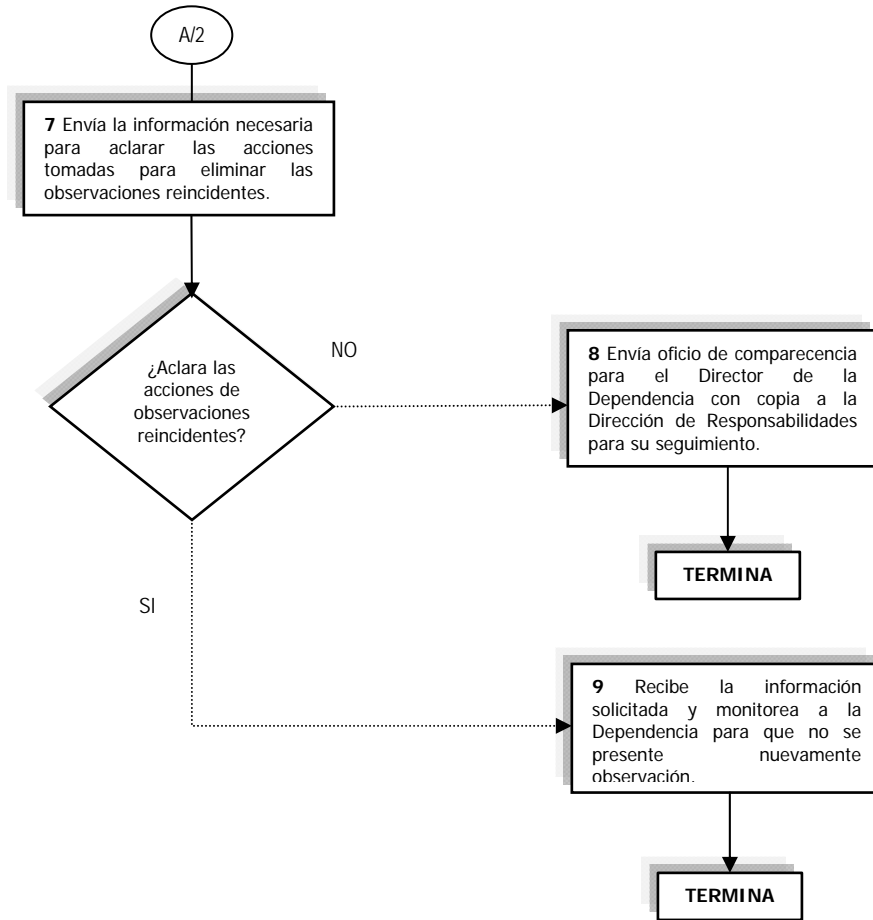 A/2
7 Envía la información necesaria
para aclarar las acciones
tomadas para eliminar las
observaciones reincidentes.
¿Aclara las
acciones de
observaciones
reincidentes?
NO
8 Envía oficio de comparecencia
para el Director de la
Dependencia con copia a la
Dirección de Responsabilidades
para su seguimiento.
TERMINA
SI
9 Recibe la información
solicitada y monitorea a la
Dependencia para que no se
presente nuevamente
observación.
TERMINA